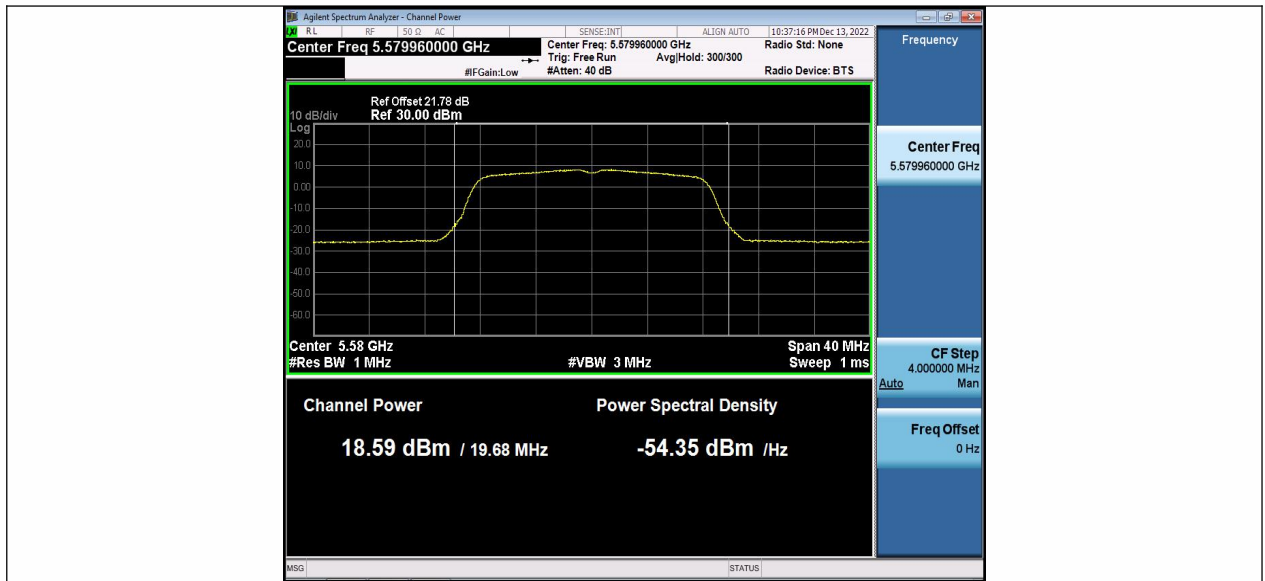 Agilent Spectrum Analyzer - Channel Power
RL RF 50 Ω AC SENSE:INT ALIGN AUTO 10:37:16 PM Dec 13, 2022
Center Freq 5.579960000 GHz
Center Freq: 5.579960000 GHz Radio Std: None
Trig: Free Run Avg|Hold: 300/300
#IFGain:Low #Atten: 40 dB Radio Device: BTS
Frequency
Ref Offset 21.78 dB
10 dB/div Ref 30.00 dBm
Log
20.0
10.0
0.00
-10.0
-20.0
-30.0
-40.0
-50.0
-60.0
Center 5.58 GHz Span 40 MHz
#Res BW 1 MHz #VBW 3 MHz Sweep 1 ms
Center Freq
5.579960000 GHz
CF Step
4.000000 MHz
Auto Man
Freq Offset
0 Hz
Channel Power Power Spectral Density
18.59 dBm / 19.68 MHz -54.35 dBm /Hz
MSG STATUS